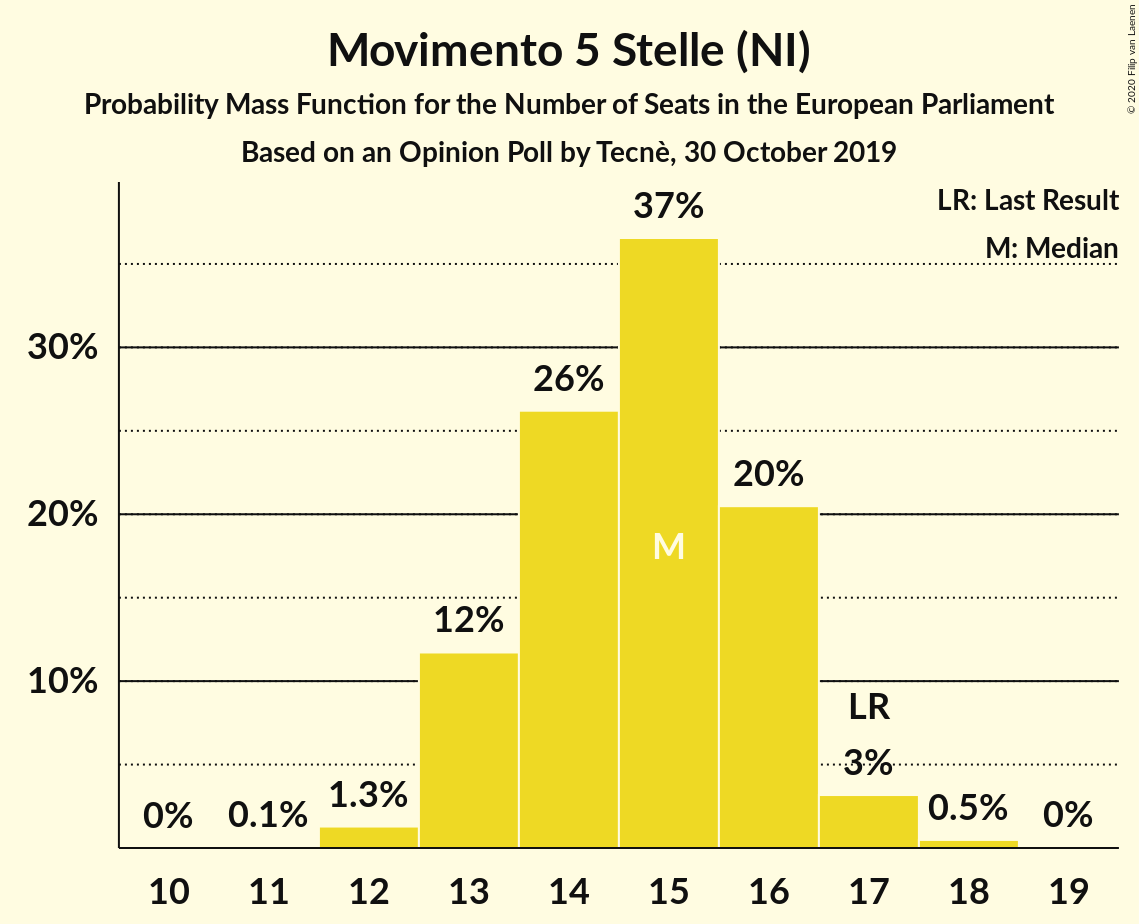 Movimento 5 Stelle (NI)
Probability Mass Function for the Number of Seats in the European Parliament
Based on an Opinion Poll by Tecnè, 30 October 2019
© 2020 Filip van Laenen
LR: Last Result
M: Median
30%
20%
10%
0%
0.1%
1.3%
12%
26%
37%
M
20%
LR
3%
0.5%
0%
10 11 12 13 14 15 16 17 18 19